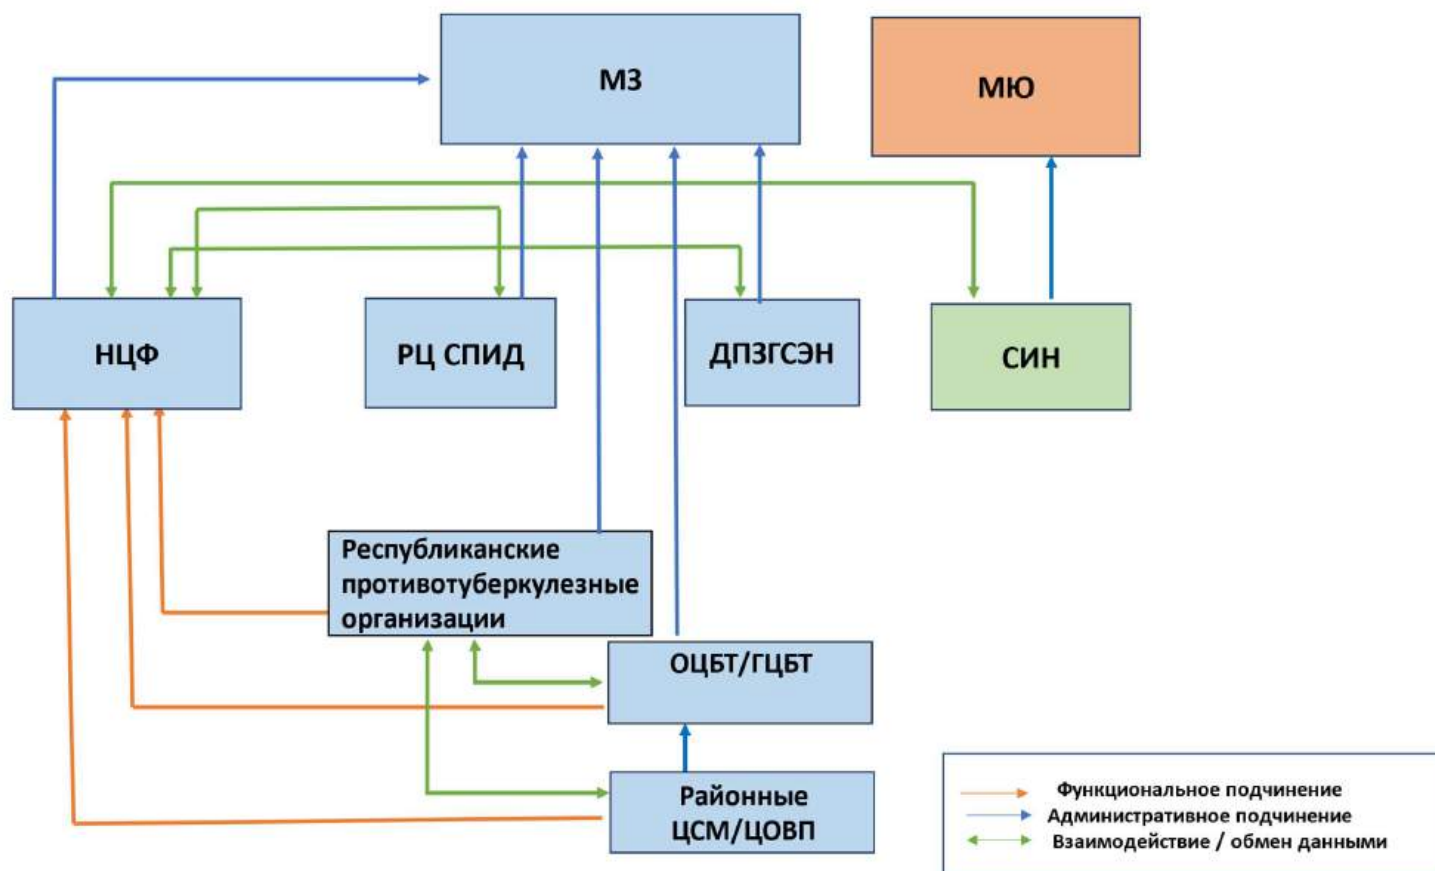 МЗ
МЮ
НЦФ
РЦ СПИД
ДПЗГСЭН
СИН
Республиканские
противотуберкулезные
организации
ОЦБТ/ГЦБТ
Районные
ЦСМ/ЦОВП
Функциональное подчинение
Административное подчинение
Взаимодействие / обмен данными